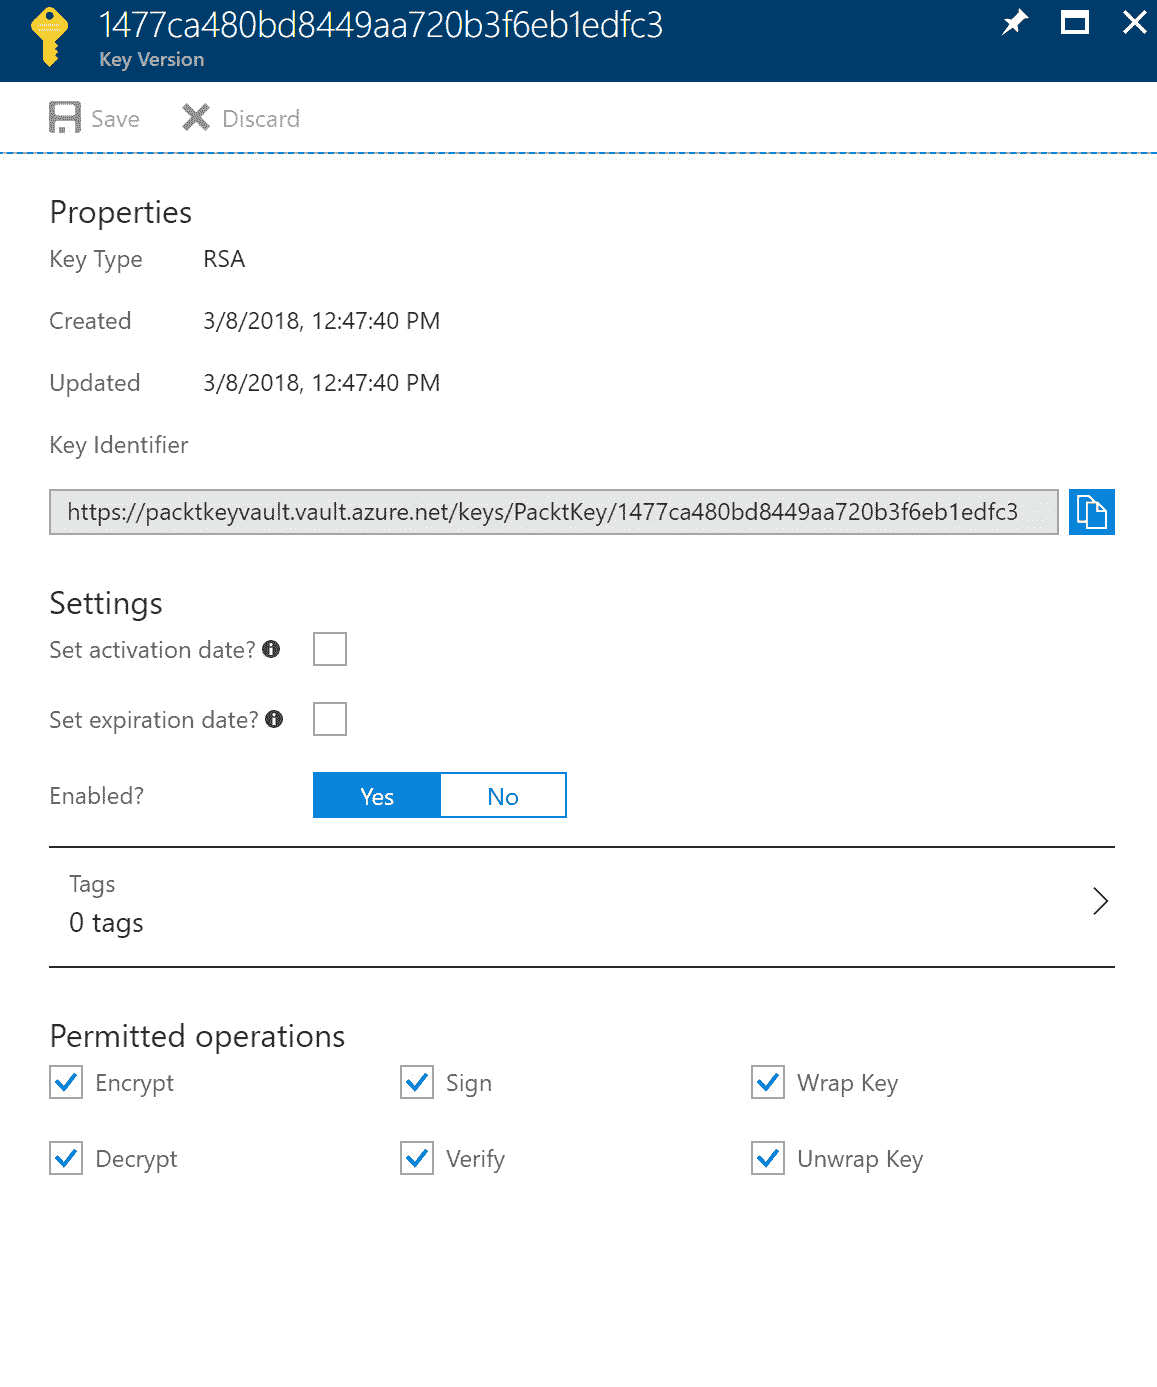 1477ca480bd8449aa720b3f6eb1edfc3
Key Version
Save Discard
Properties
Key Type RSA
Created 3/8/2018, 12:47:40 PM
Updated 3/8/2018, 12:47:40 PM
Key Identifier
https://packtkeyvault.vault.azure.net/keys/PacktKey/1477ca480bd8449aa720b3f6eb1edfc3
Settings
Set activation date?
Set expiration date?
Enabled? Yes No
Tags
0 tags
Permitted operations
Encrypt Sign Wrap Key
Decrypt Verify Unwrap Key